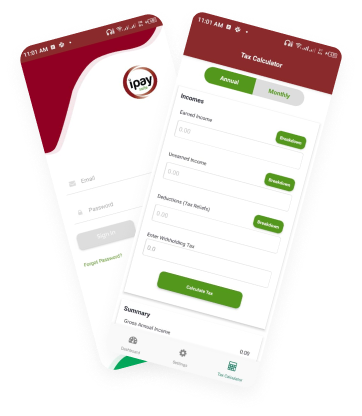 11:01 AM
ipay
Email
Password
Sign In
Forgot Password?
11:01 AM
Tax Calculator
Annual
Monthly
Incomes
Earned Income
0.00
Breakdown
Unearned Income
0.00
Breakdown
Deductions (Tax Reliefs)
0.00
Breakdown
Enter Withholding Tax
0.0
Calculate Tax
Summary
Gross Annual Income
0.00
Dashboard
Settings
Tax Calculator